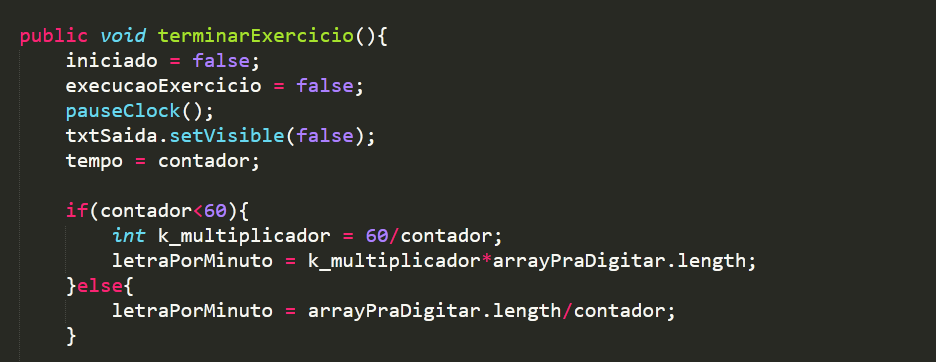 public void terminarExercicio(){
iniciado = false;
execucaoExercicio = false;
pauseClock();
txtSaida.setVisible(false);
tempo = contador;
if(contador<60){
int k_multiplicador = 60/contador;
letraPorMinuto = k_multiplicador*arrayPraDigitar.length;
}else{
letraPorMinuto = arrayPraDigitar.length/contador;
}